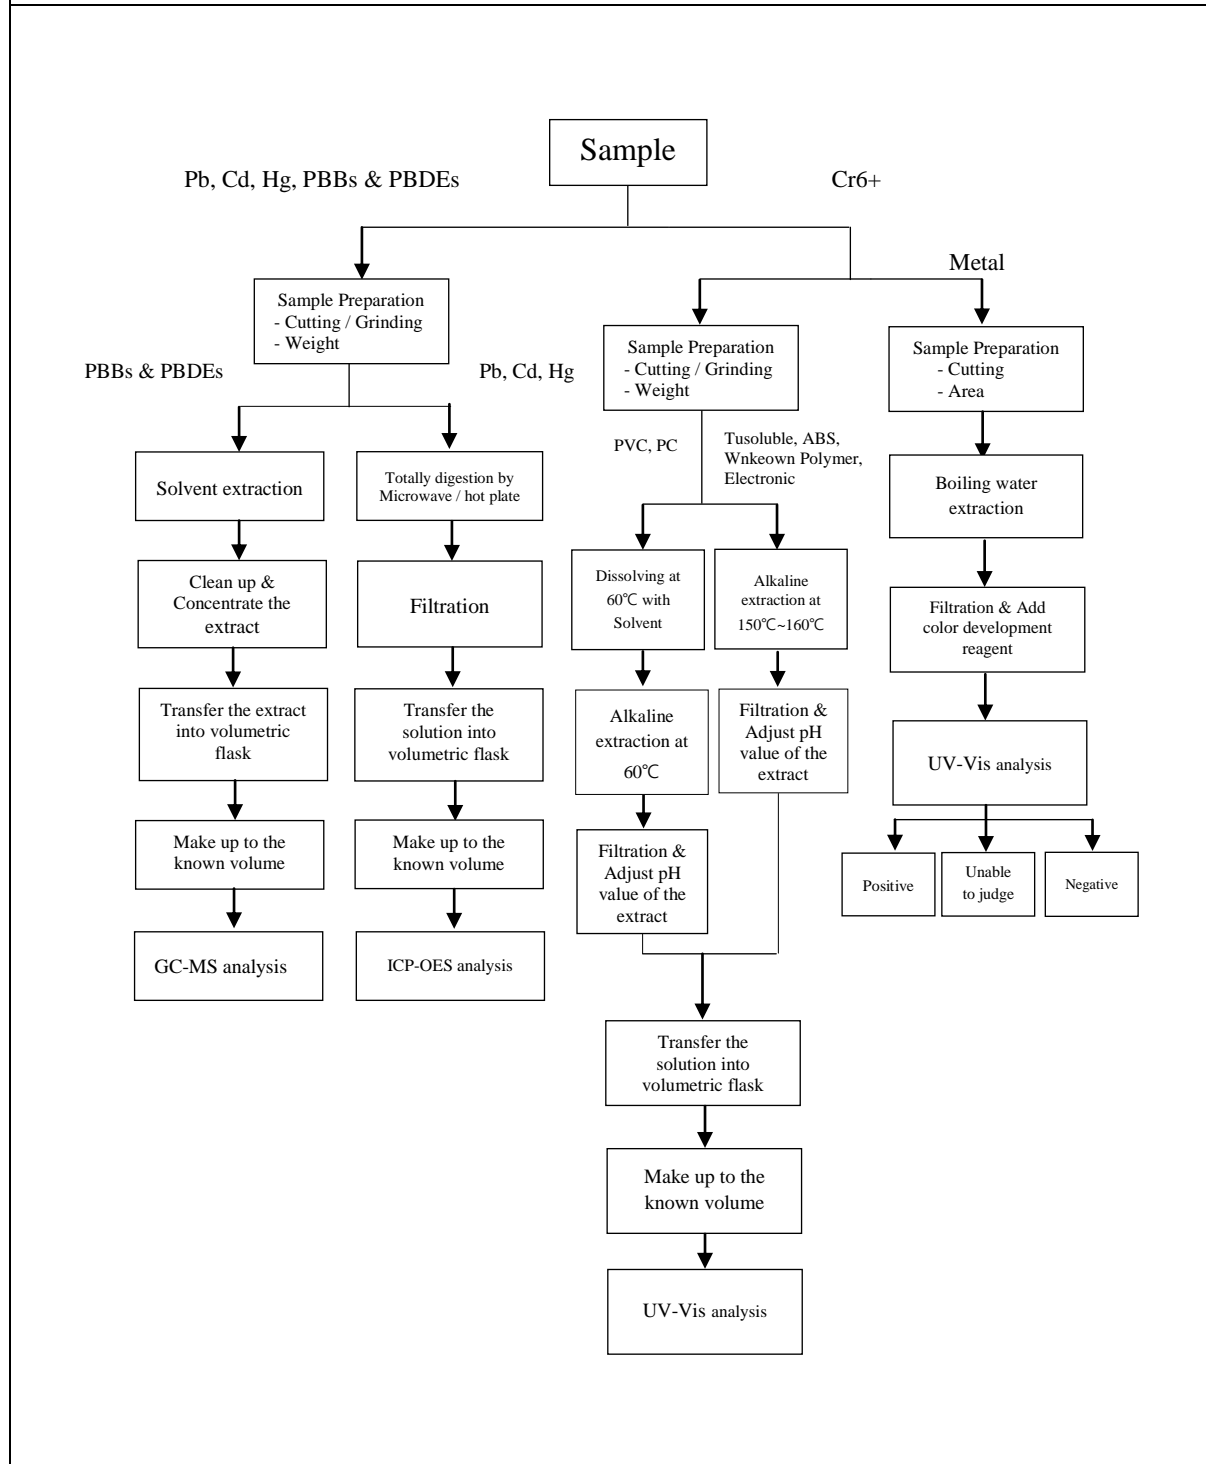 Sample
Pb, Cd, Hg, PBBs & PBDEs
Cr6+
Metal
Sample Preparation
- Cutting / Grinding
- Weight
PBBs & PBDEs
Pb, Cd, Hg
Sample Preparation
- Cutting / Grinding
- Weight
Sample Preparation
- Cutting
- Area
PVC, PC
Tusoluble, ABS,
Wnkeown Polymer,
Electronic
Solvent extraction
Totally digestion by
Microwave / hot plate
Boiling water
extraction
Clean up &
Concentrate the
extract
Filtration
Dissolving at
60℃ with
Solvent
Alkaline
extraction at
150℃~160℃
Filtration & Add
color development
reagent
Transfer the extract
into volumetric
flask
Transfer the
solution into
volumetric flask
Alkaline
extraction at
60℃
Filtration &
Adjust pH
value of the
extract
UV-Vis analysis
Make up to the
known volume
Make up to the
known volume
Filtration &
Adjust pH
value of the
extract
Positive
Unable
to judge
Negative
GC-MS analysis
ICP-OES analysis
Transfer the
solution into
volumetric flask
Make up to the
known volume
UV-Vis analysis